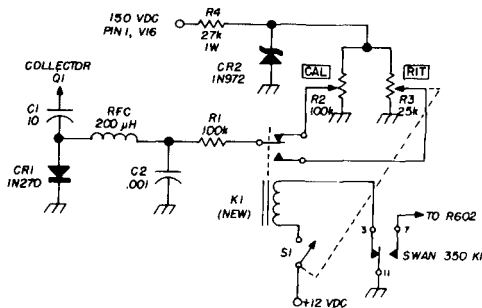 150 VDC
PIN 1, V16
R4
27k
1W
CR2
1N972
CAL
RIT
R2
100k
R3
25k
COLLECTOR
Q1
C1
10
RFC
200 µH
R1
100k
CR1
1N270
C2
.001
K1
(NEW)
TO R602
3
7
SWAN 350 K1
11
S1
+12 VDC